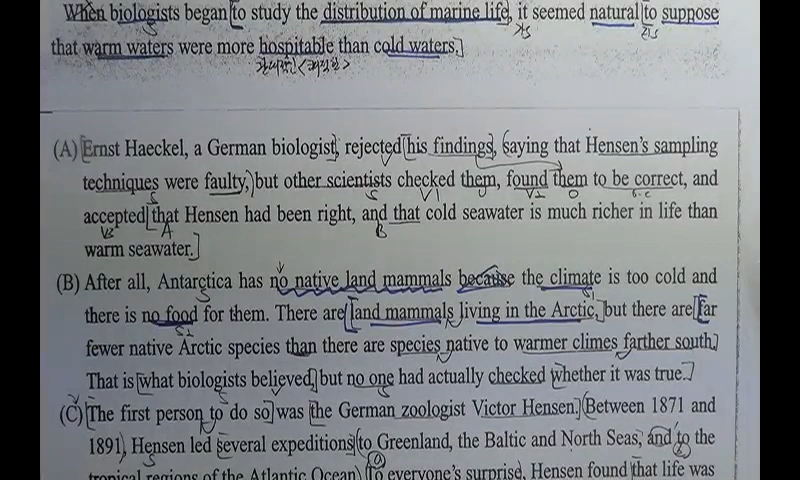 When biologists began to study the distribution of marine life, it seemed natural to suppose
that warm waters were more hospitable than cold waters.
(A) Ernst Haeckel, a German biologist, rejected his findings, saying that Hensen's sampling
techniques were faulty, but other scientists checked them, found them to be correct, and
accepted that Hensen had been right, and that cold seawater is much richer in life than
warm seawater.
(B) After all, Antarctica has no native land mammals because the climate is too cold and
there is no food for them. There are land mammals living in the Arctic, but there are far
fewer native Arctic species than there are species native to warmer climes farther south.
That is what biologists believed, but no one had actually checked whether it was true.
(C) The first person to do so was the German zoologist Victor Hensen. Between 1871 and
1891, Hensen led several expeditions to Greenland, the Baltic and North Seas, and to the
tropical regions of the Atlantic Ocean. To everyone's surprise, Hensen found that life was